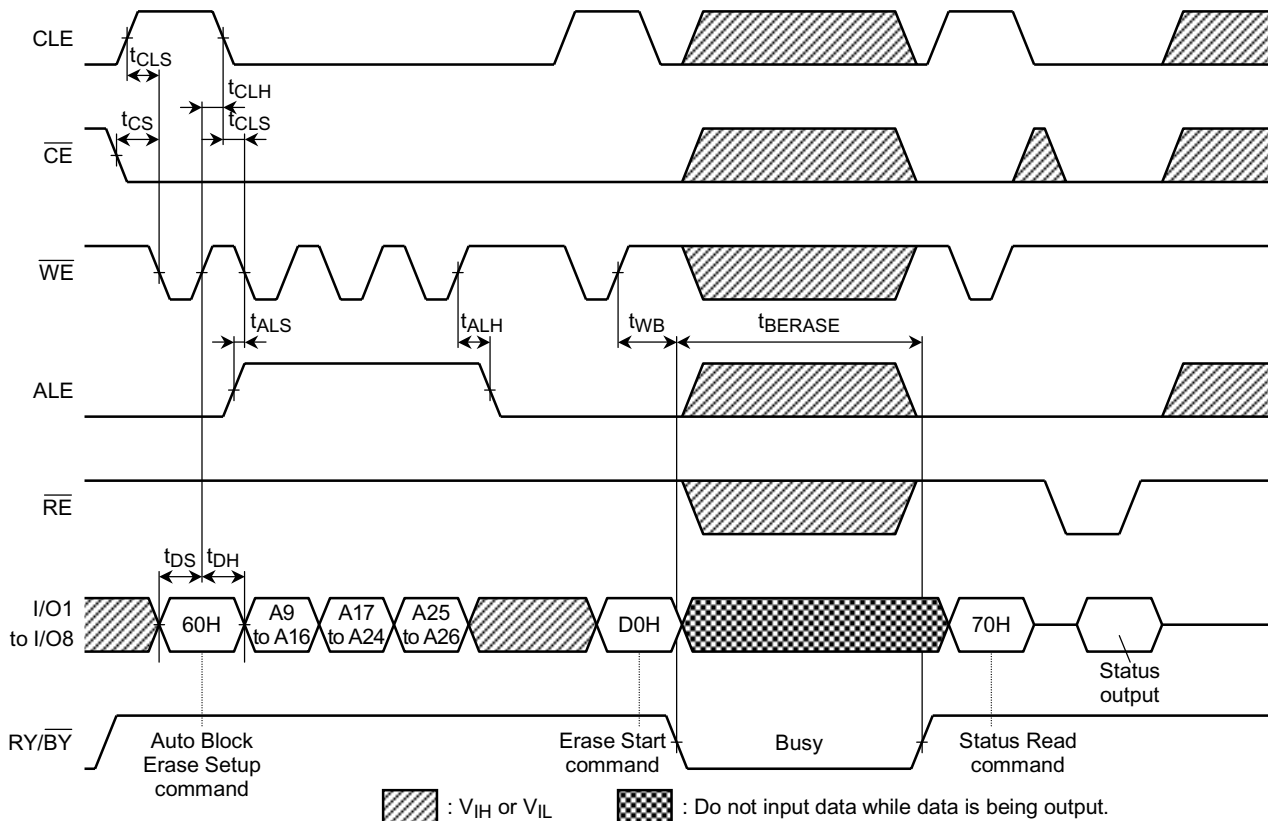 CLE
tCLS
tCLH
tCS
tCLS
CE
WE
tALS
tALH
tWB
tBERASE
ALE
RE
tDS
tDH
I/O1
to I/O8
60H
A9
to A16
A17
to A24
A25
to A26
D0H
70H
Status
output
RY/BY
Auto Block
Erase Setup
command
Erase Start
command
Busy
Status Read
command
: VIH or VIL
: Do not input data while data is being output.